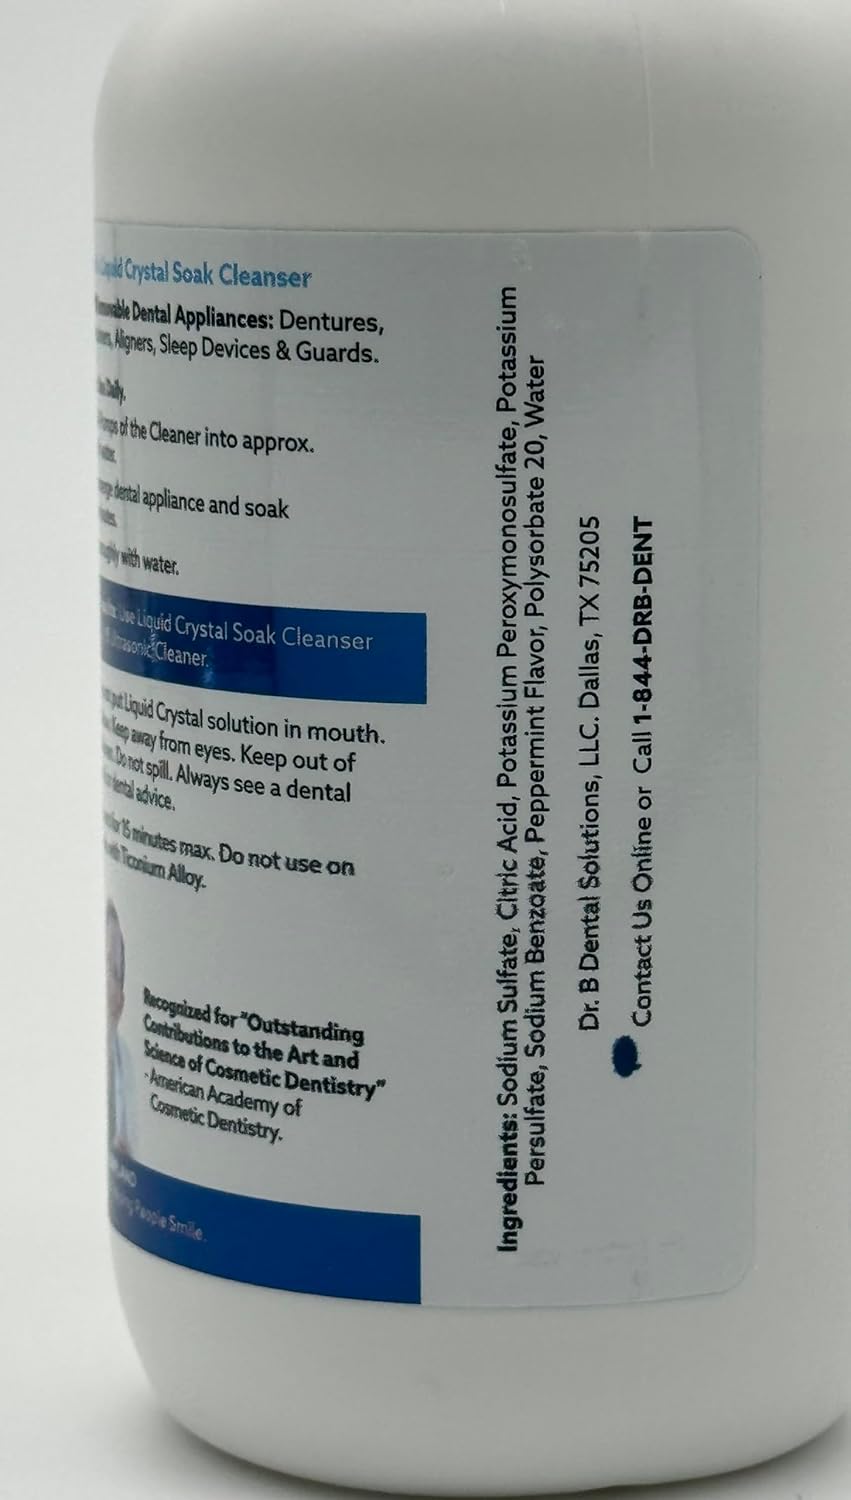 Liquid Crystal Soak Cleanser
Removable Dental Appliances: Dentures,
Aligners, Sleep Devices & Guards.
Daily.
of the Cleaner into approx.
dental appliance and soak
with water.
Use Liquid Crystal Soak Cleanser
Ultrasonic Cleaner.
put Liquid Crystal solution in mouth.
Keep away from eyes. Keep out of
Do not spill. Always see a dental
dental advice.
for 15 minutes max. Do not use on
with Ticonium Alloy.
Recognized for "Outstanding
Contributions to the Art and
Science of Cosmetic Dentistry"
- American Academy of
Cosmetic Dentistry.
People Smile.
Ingredients: Sodium Sulfate, Citric Acid, Potassium Peroxymonosulfate, Potassium
Persulfate, Sodium Benzoate, Peppermint Flavor, Polysorbate 20, Water
Dr. B Dental Solutions, LLC. Dallas, TX 75205
Contact Us Online or Call 1-844-DRB-DENT